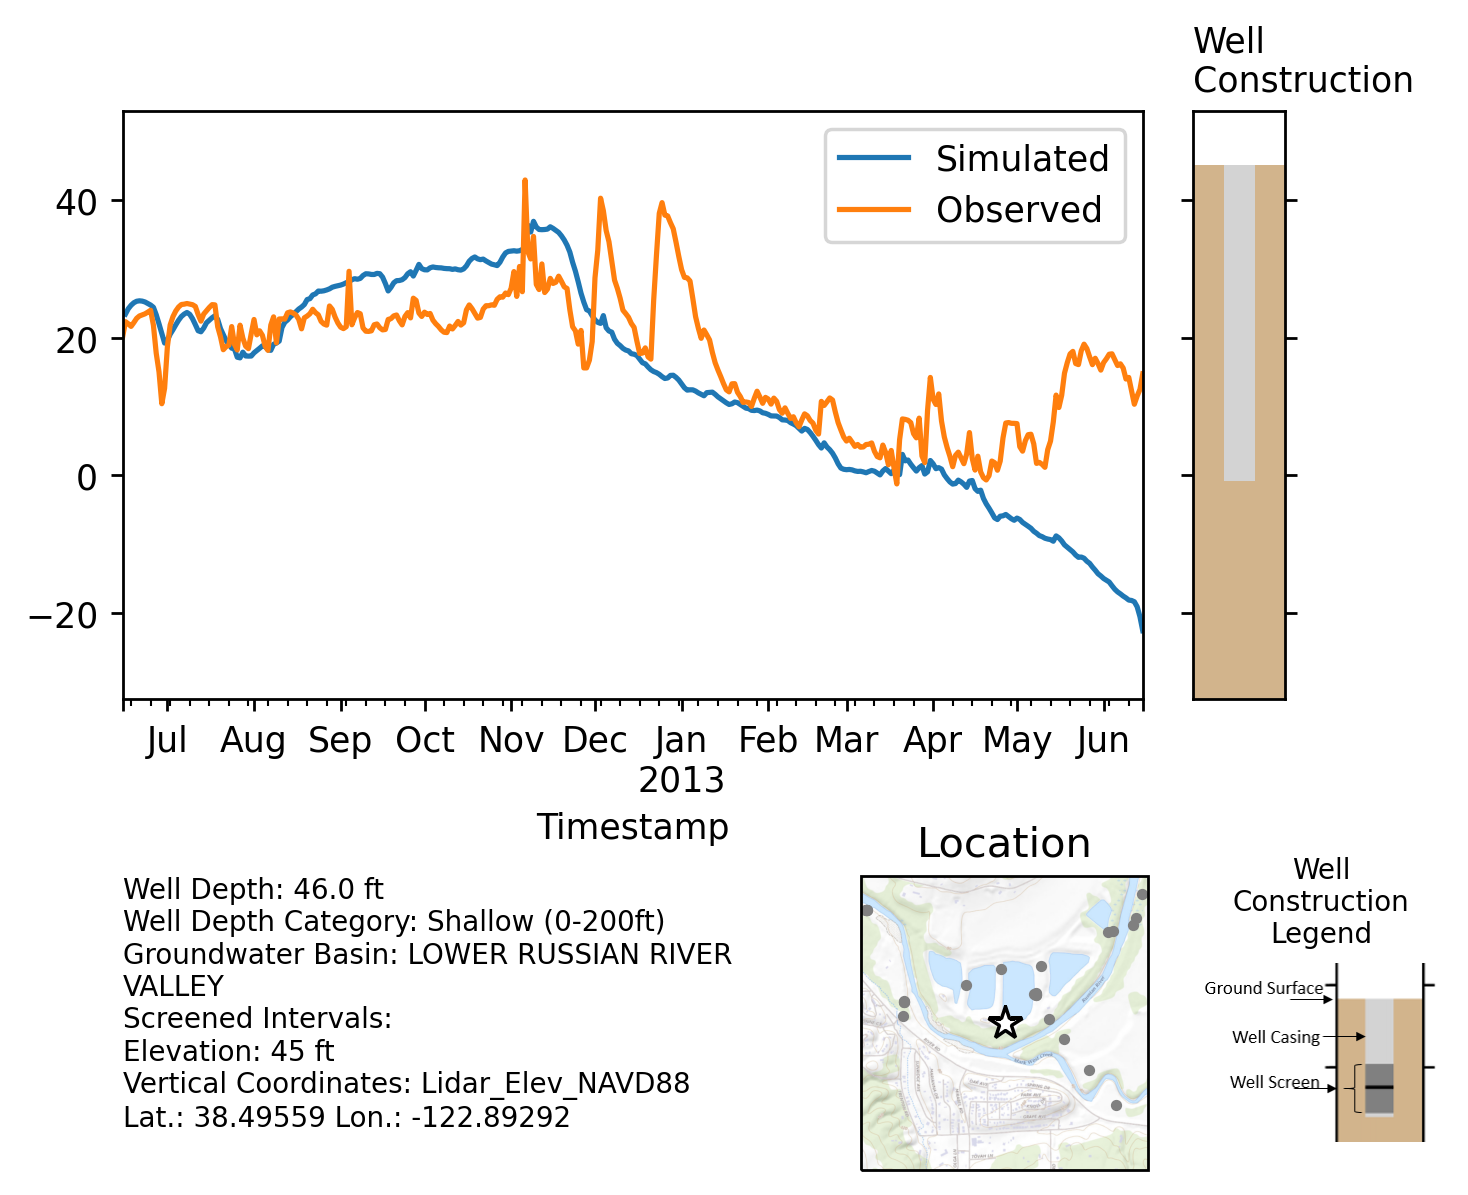 Well
Construction
Simulated
Observed
40
20
0
−20
Jul Aug Sep Oct Nov Dec Jan Feb Mar Apr May Jun
2013
Timestamp
Location
Well Depth: 46.0 ft
Well Depth Category: Shallow (0-200ft)
Groundwater Basin: LOWER RUSSIAN RIVER
VALLEY
Screened Intervals:
Elevation: 45 ft
Vertical Coordinates: Lidar_Elev_NAVD88
Lat.: 38.49559 Lon.: -122.89292
Well
Construction
Legend
Ground Surface
Well Casing
Well Screen